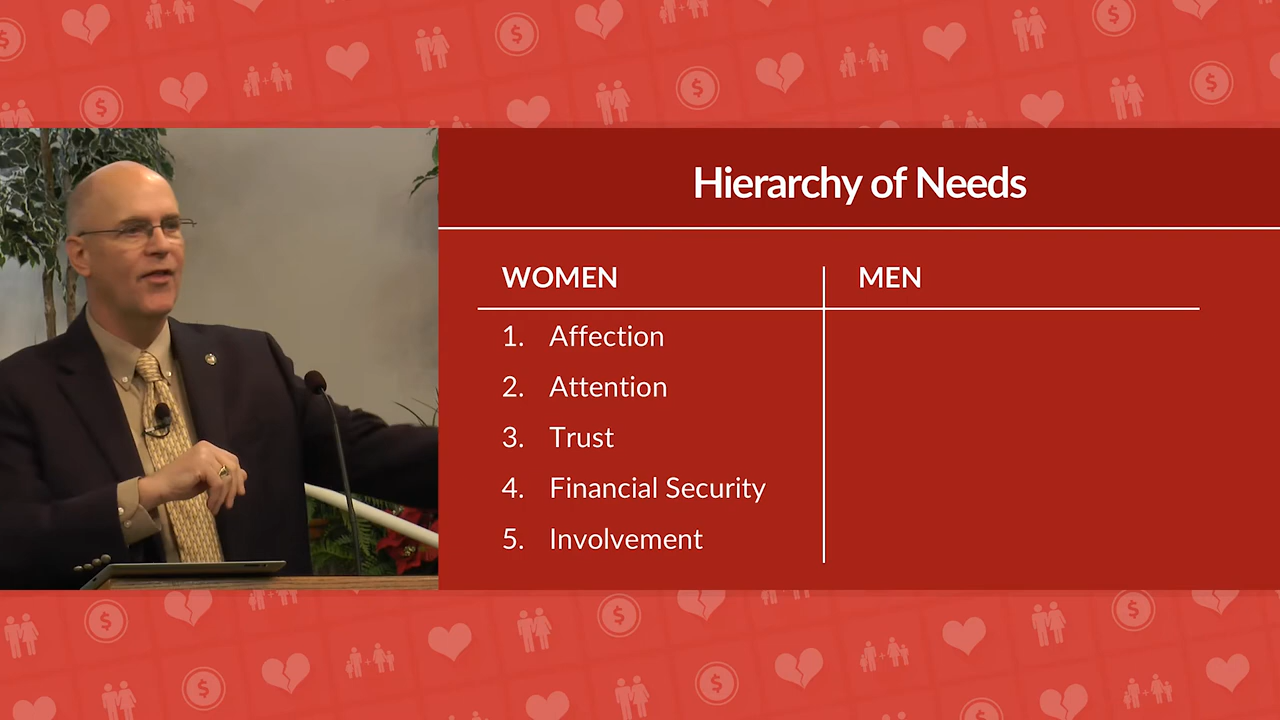 Hierarchy of Needs
WOMEN
MEN
1. Affection
2. Attention
3. Trust
4. Financial Security
5. Involvement